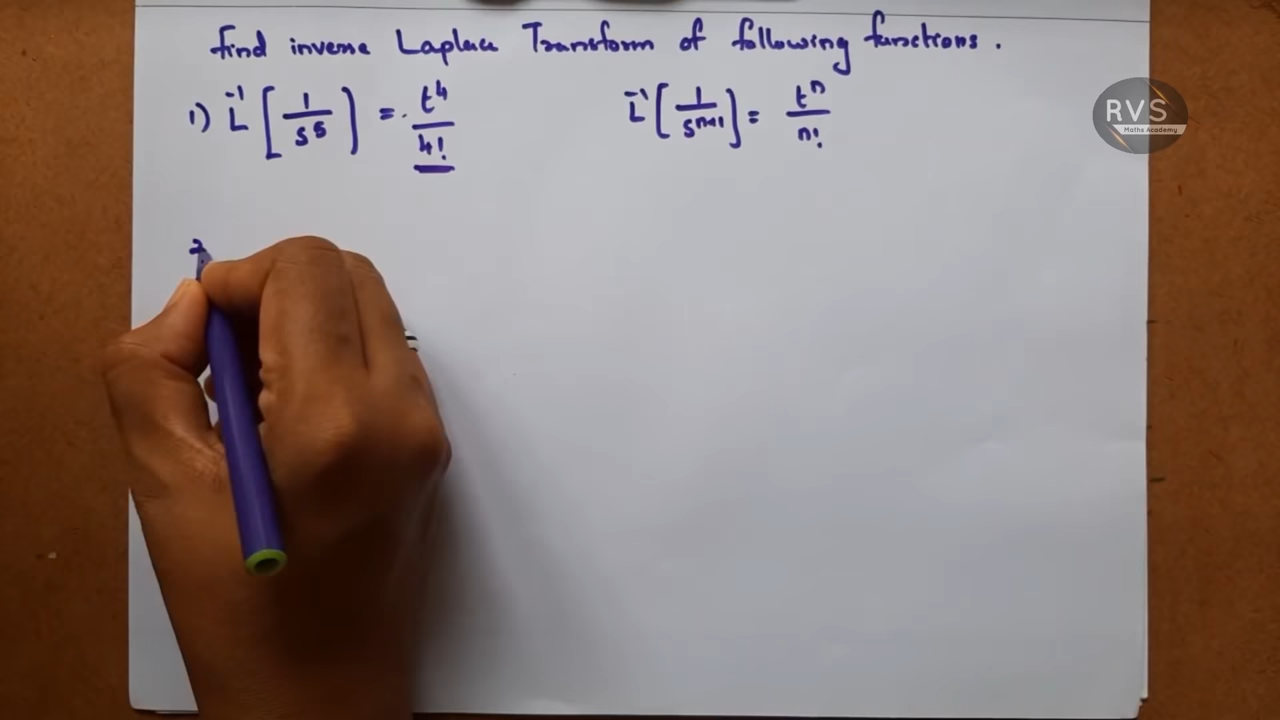 find inverse Laplace Transform of following functions.
1) L⁻¹ [1/s⁵] = t⁴/4!
L⁻¹ [1/sⁿ⁺¹] = tⁿ/n!
RVS
Maths Academy
2